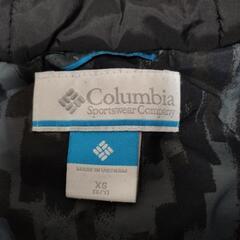 Columbia
Sportswear Company
MADE IN VIETNAM
XS